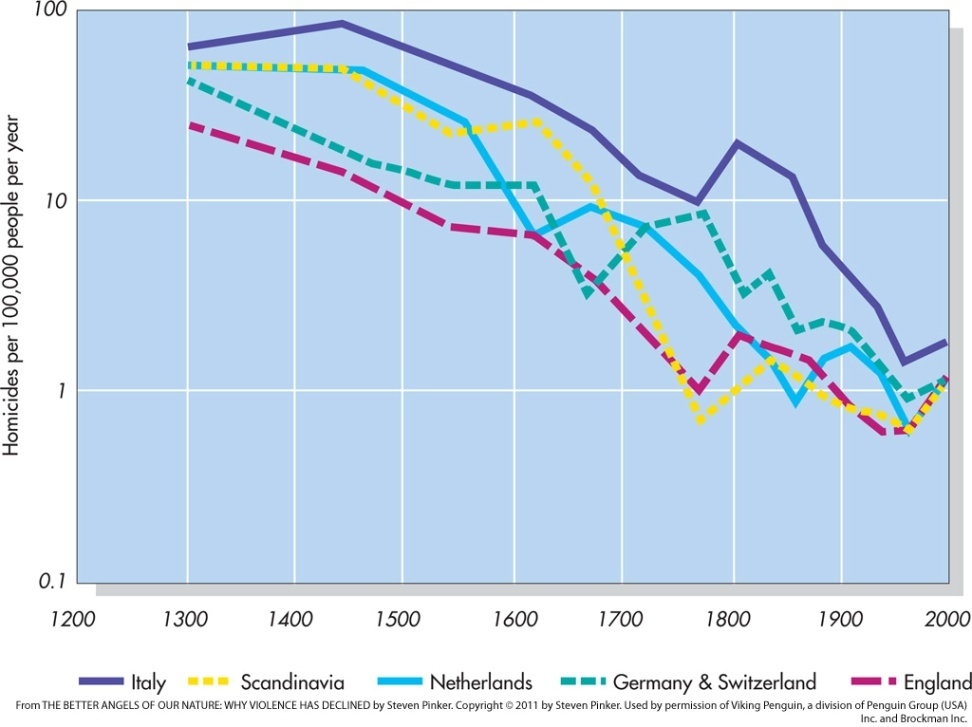 100
10
1
0.1
Homicides per 100,000 people per year
1200 1300 1400 1500 1600 1700 1800 1900 2000
Italy Scandinavia Netherlands Germany & Switzerland England
From THE BETTER ANGELS OF OUR NATURE: WHY VIOLENCE HAS DECLINED by Steven Pinker. Copyright © 2011 by Steven Pinker. Used by permission of Viking Penguin, a division of Penguin Group (USA)
Inc. and Brockman Inc.